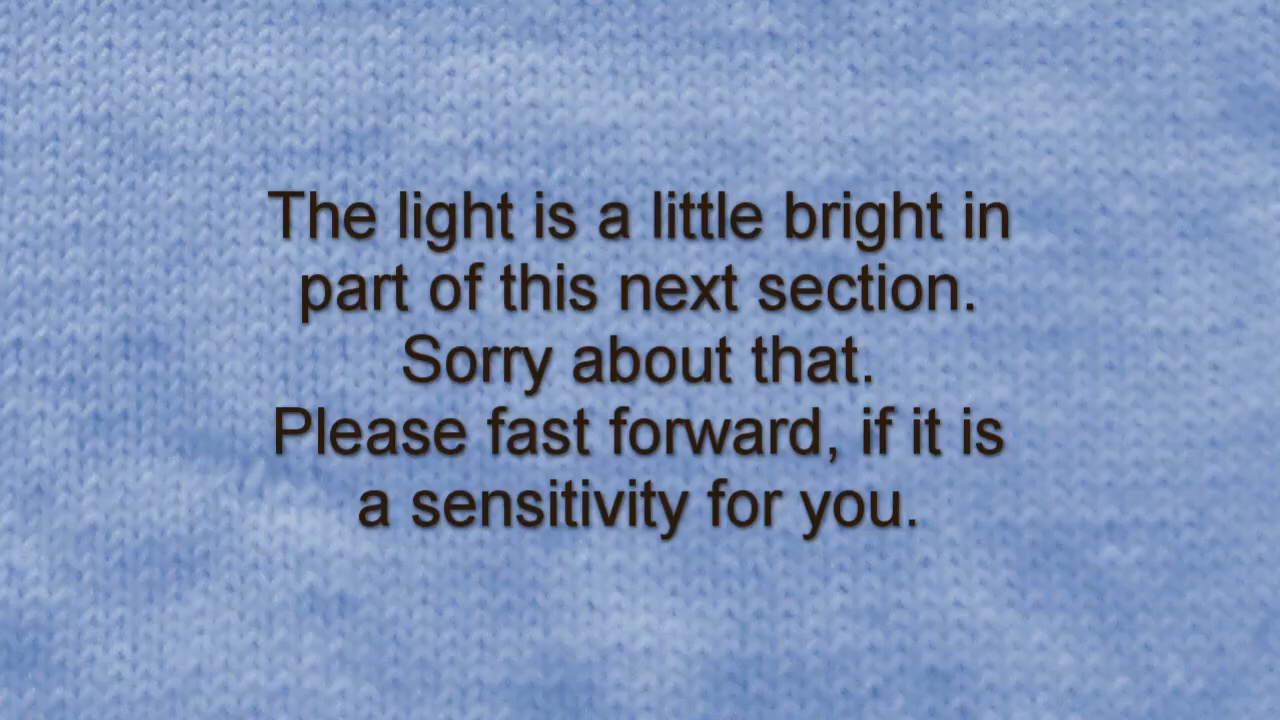 The light is a little bright in
part of this next section.
Sorry about that.
Please fast forward, if it is
a sensitivity for you.